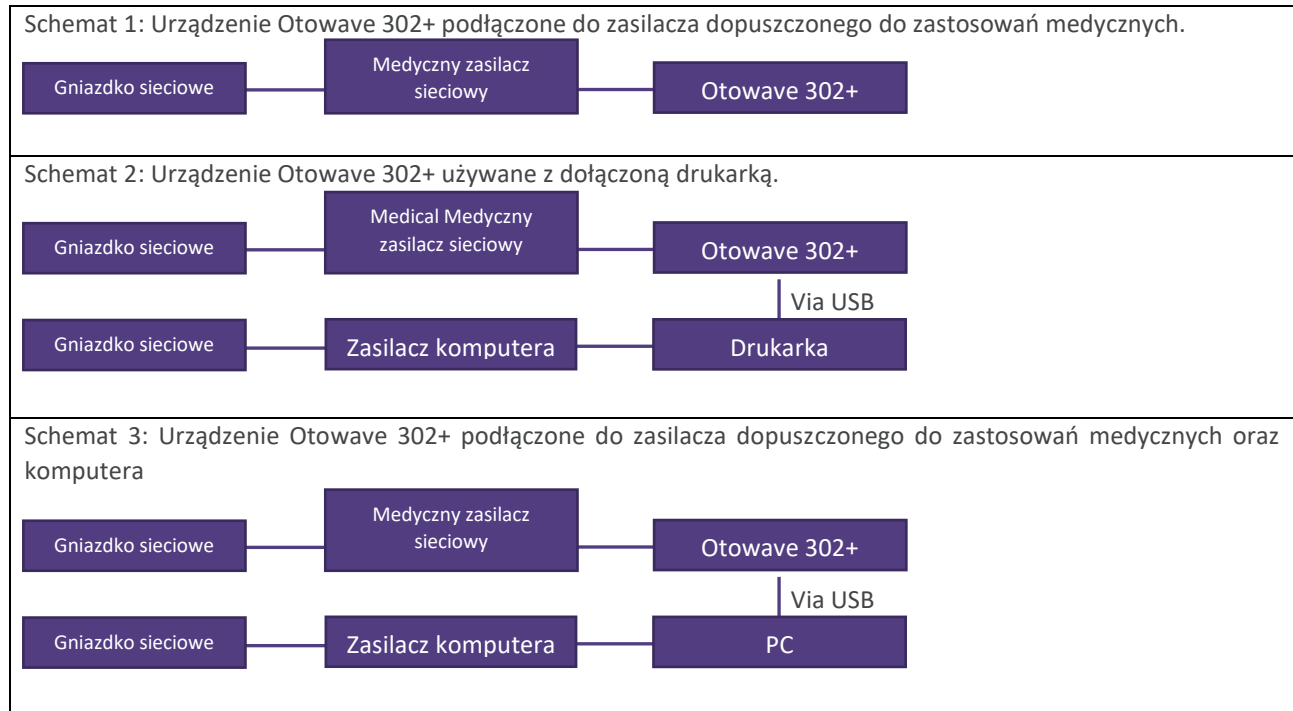 Schemat 1: Urządzenie Otowave 302+ podłączone do zasilacza dopuszczonego do zastosowań medycznych.
Gniazdko sieciowe
Medyczny zasilacz
sieciowy
Otowave 302+
Schemat 2: Urządzenie Otowave 302+ używane z dołączoną drukarką.
Gniazdko sieciowe
Medical Medyczny
zasilacz sieciowy
Otowave 302+
Via USB
Gniazdko sieciowe
Zasilacz komputera
Drukarka
Schemat 3: Urządzenie Otowave 302+ podłączone do zasilacza dopuszczonego do zastosowań medycznych oraz
komputera
Gniazdko sieciowe
Medyczny zasilacz
sieciowy
Otowave 302+
Via USB
Gniazdko sieciowe
Zasilacz komputera
PC